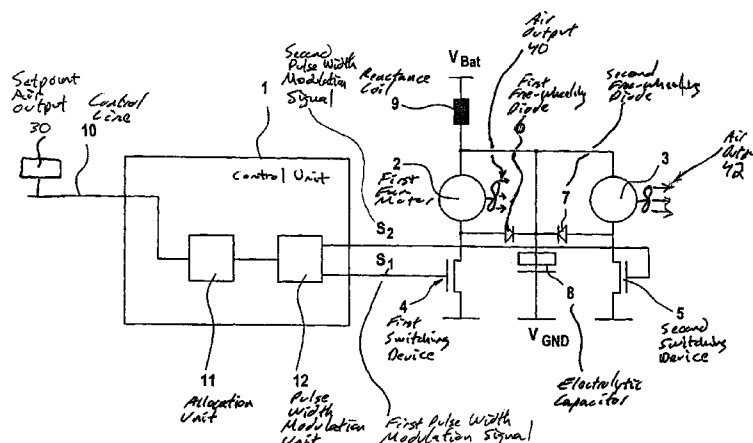 Setpoint
Air
Output
30
Control
Line
10
1
Control Unit
Second
Pulse Width
Modulation
Signal
Reactance
Coil
9
V Bat
Air
Output
40
First
Free-wheeling
Diode
6
Second
Free-wheeling
Diode
7
Air
Output
42
2
First
Fan
Motor
3
S2
S1
4
First
Switching
Device
8
V GND
5
Second
Switching
Device
Electrolytic
Capacitor
11
Allocation
Unit
12
Pulse
Width
Modulation
Unit
First Pulse Width
Modulation Signal